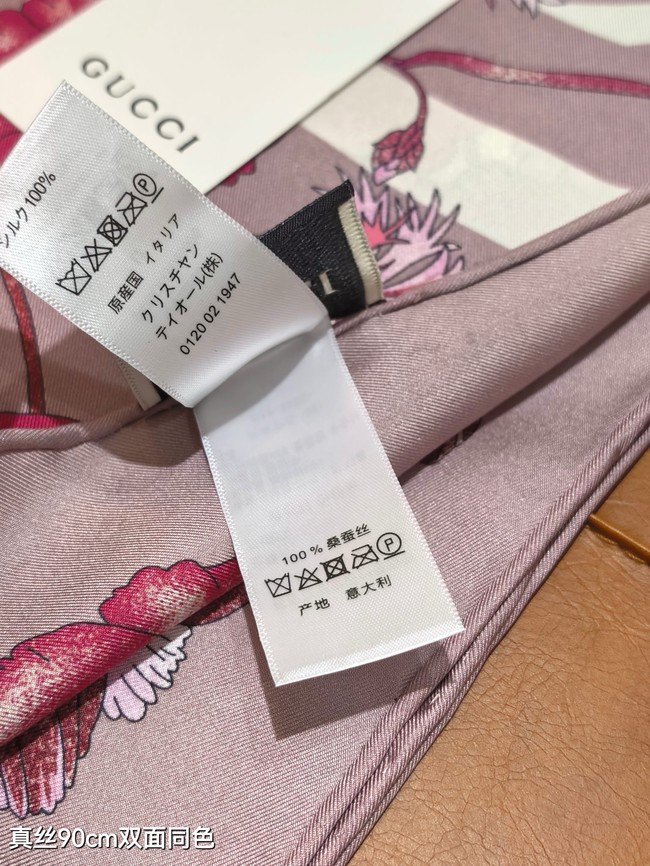 GUCCI
シルク100%
原産国 イタリア
クリスチャン
ディオール(株)
0120 02 1947
100%桑蚕丝
产地 意大利
真丝90cm双面同色